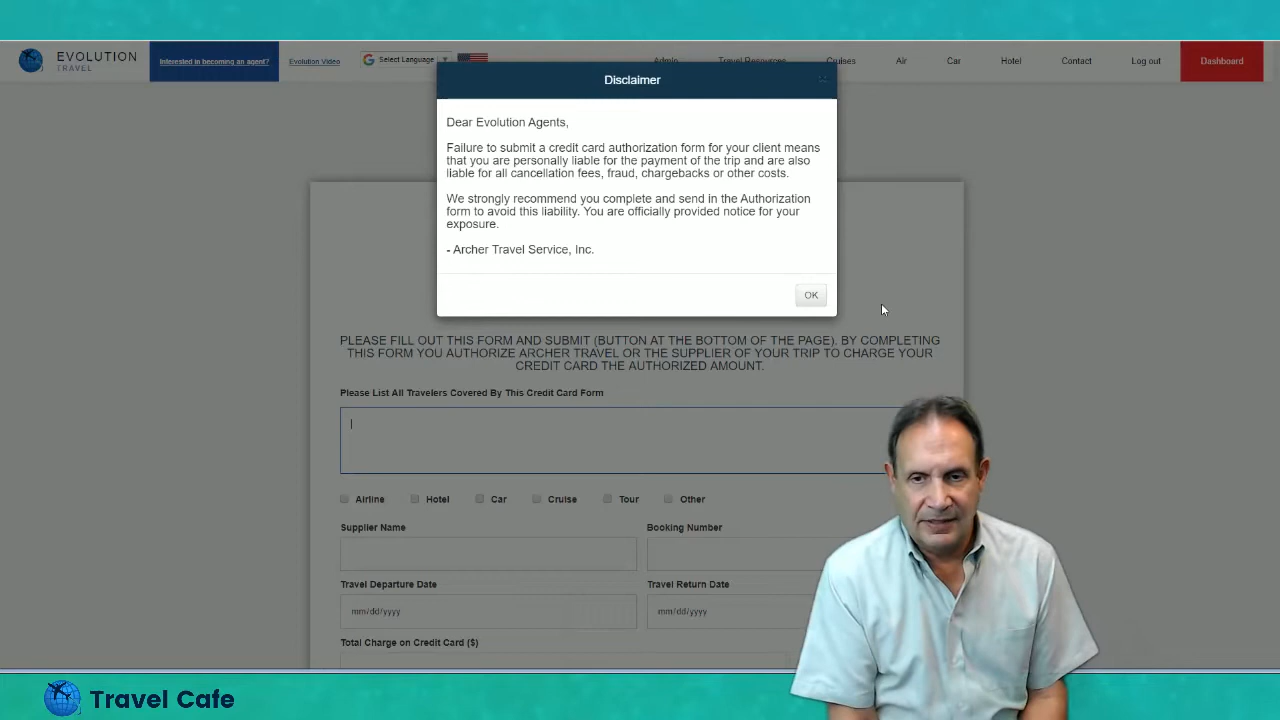 EVOLUTION
TRAVEL
Interested in becoming an agent?
Evolution Video
Select Language
Admin
Travel Resources
Cruises
Air
Car
Hotel
Contact
Log out
Dashboard
Disclaimer
Dear Evolution Agents,
Failure to submit a credit card authorization form for your client means
that you are personally liable for the payment of the trip and are also
liable for all cancellation fees, fraud, chargebacks or other costs.
We strongly recommend you complete and send in the Authorization
form to avoid this liability. You are officially provided notice for your
exposure.
- Archer Travel Service, Inc.
OK
PLEASE FILL OUT THIS FORM AND SUBMIT (BUTTON AT THE BOTTOM OF THE PAGE). BY COMPLETING
THIS FORM YOU AUTHORIZE ARCHER TRAVEL OR THE SUPPLIER OF YOUR TRIP TO CHARGE YOUR
CREDIT CARD THE AUTHORIZED AMOUNT.
Please List All Travelers Covered By This Credit Card Form
Airline Hotel Car Cruise Tour Other
Supplier Name
Booking Number
Travel Departure Date
Travel Return Date
mm/dd/yyyy
mm/dd/yyyy
Total Charge on Credit Card ($)
Travel Cafe